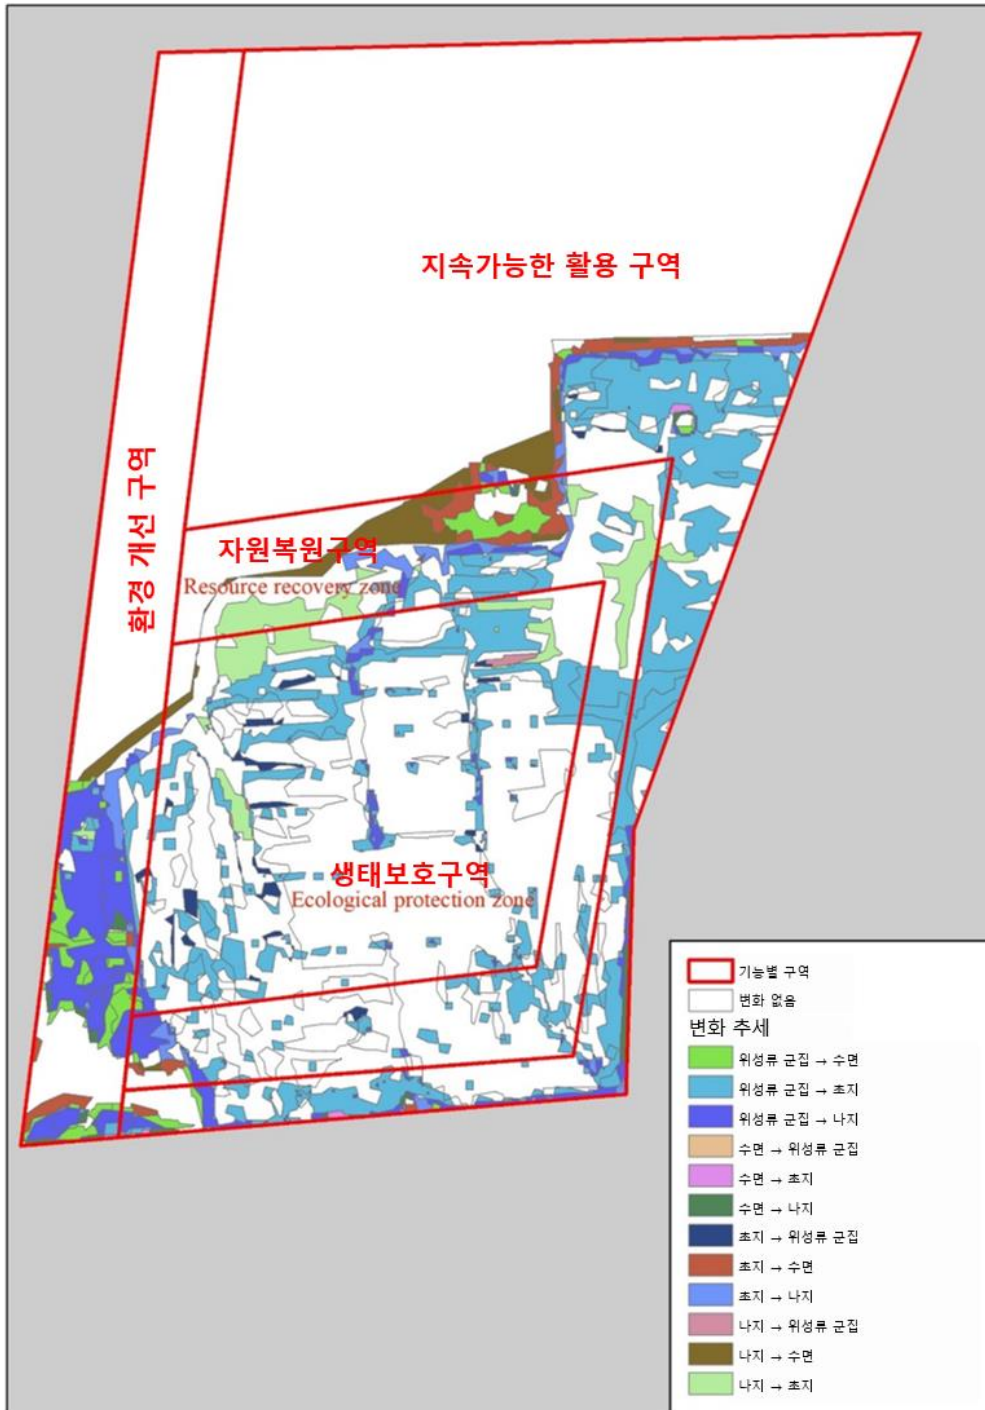 지속가능한 활용 구역
환경 개선 구역
자원복원구역
Resource recovery zone
생태보호구역
Ecological protection zone
기능별 구역
변화 없음
변화 추세
위성류 군집 → 수면
위성류 군집 → 초지
위성류 군집 → 나지
수면 → 위성류 군집
수면 → 초지
수면 → 나지
초지 → 위성류 군집
초지 → 수면
초지 → 나지
나지 → 위성류 군집
나지 → 수면
나지 → 초지